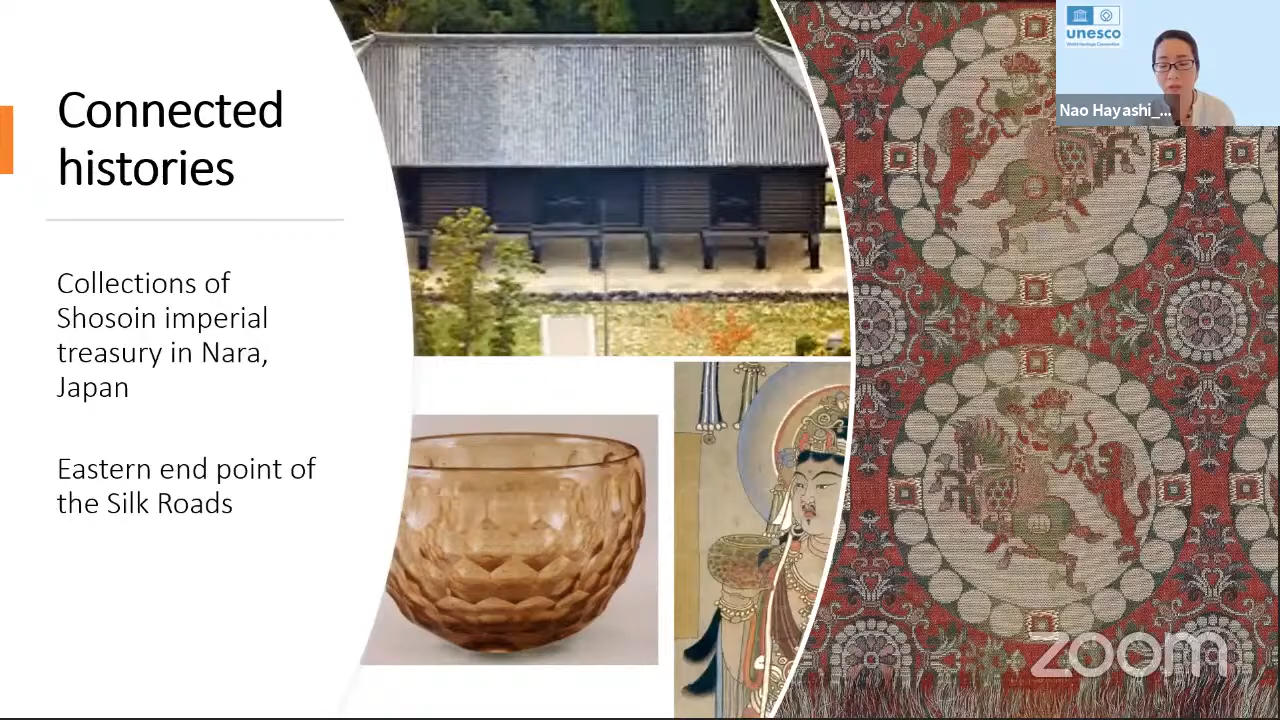 Connected
histories
Collections of
Shosoin imperial
treasury in Nara,
Japan
Eastern end point of
the Silk Roads
unesco
World Heritage Convention
Nao Hayashi_...
zoom